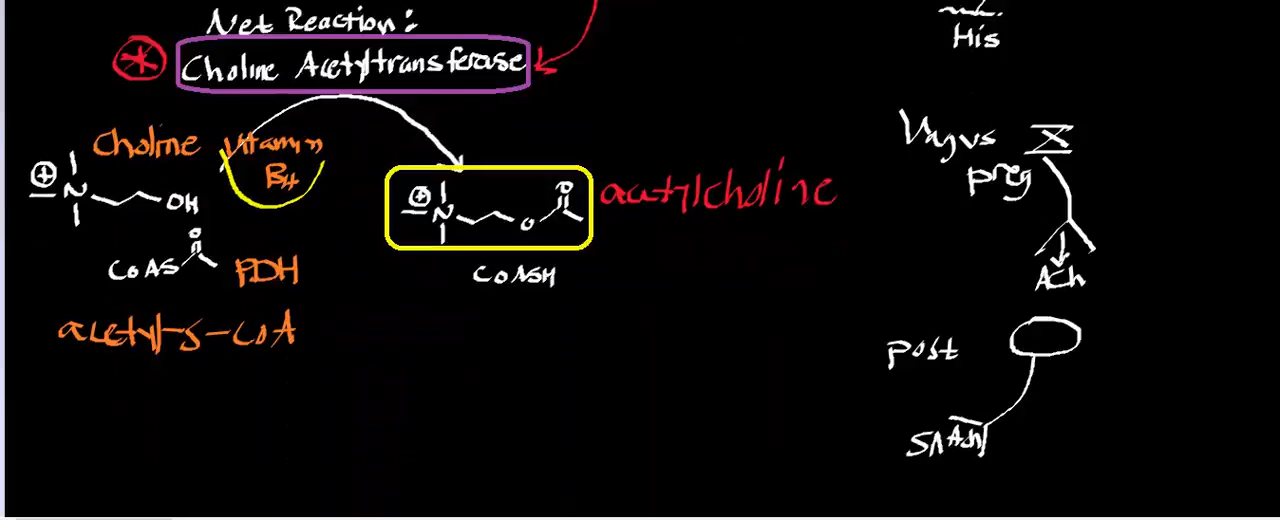 Net Reaction:
Choline Acetyltransferase
Choline Vitamin
B4
⊕
N
OH
O
CoAS
PDH
acetyl-S-CoA
⊕
N
O
O
acetylcholine
CoASH
His
Vagus X
preg
Ach
post
SA Ach